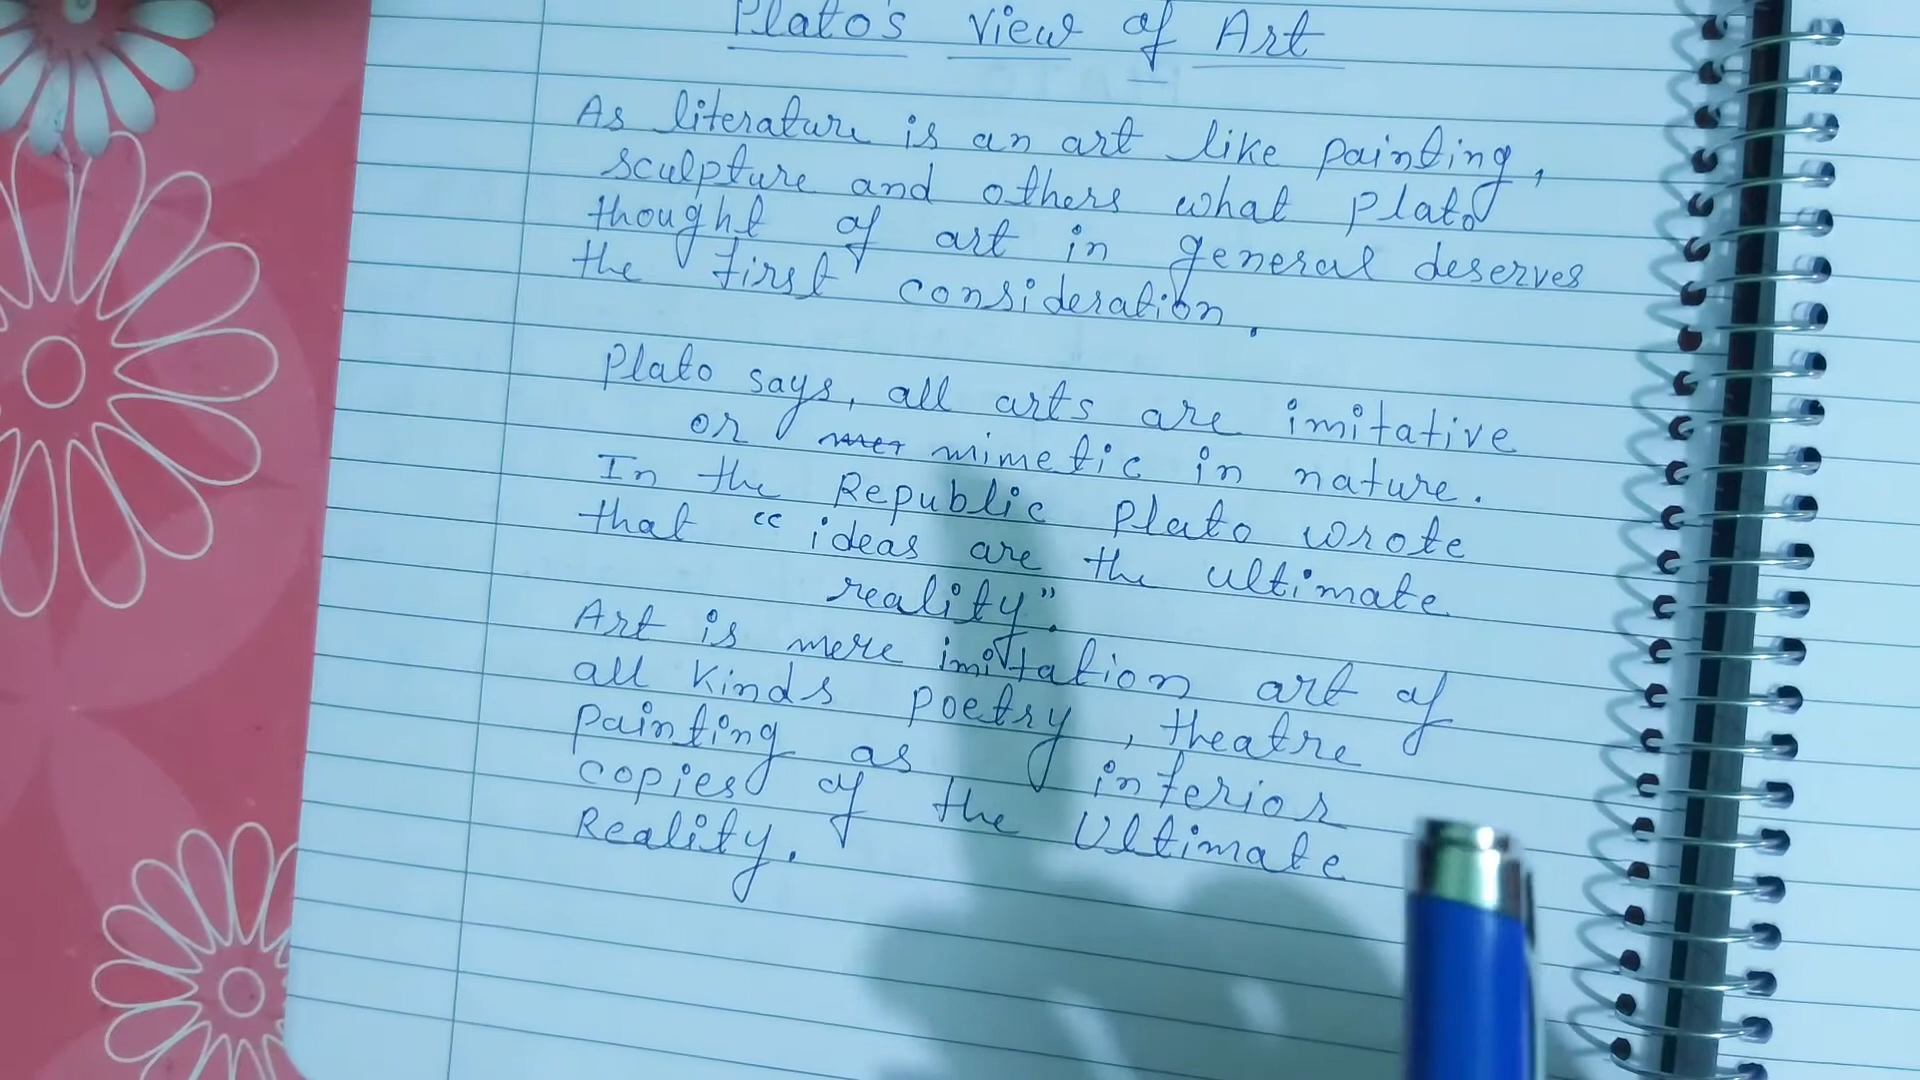 Plato's view of Art
As literature is an art like painting,
sculpture and others what Plato
thought of art in general deserves
the first consideration.
Plato says, all arts are imitative
or mimetic in nature.
In the Republic Plato wrote
that "ideas are the ultimate
reality".
Art is mere imitation art of
all kinds poetry, theatre
painting as inferior
copies of the Ultimate
Reality.